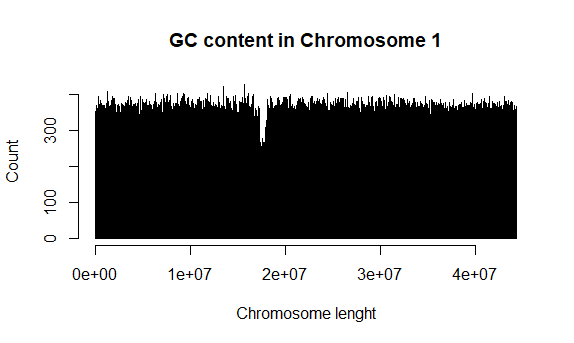 GC content in Chromosome 1
Count
300
100
0
0e+00 1e+07 2e+07 3e+07 4e+07
Chromosome lenght